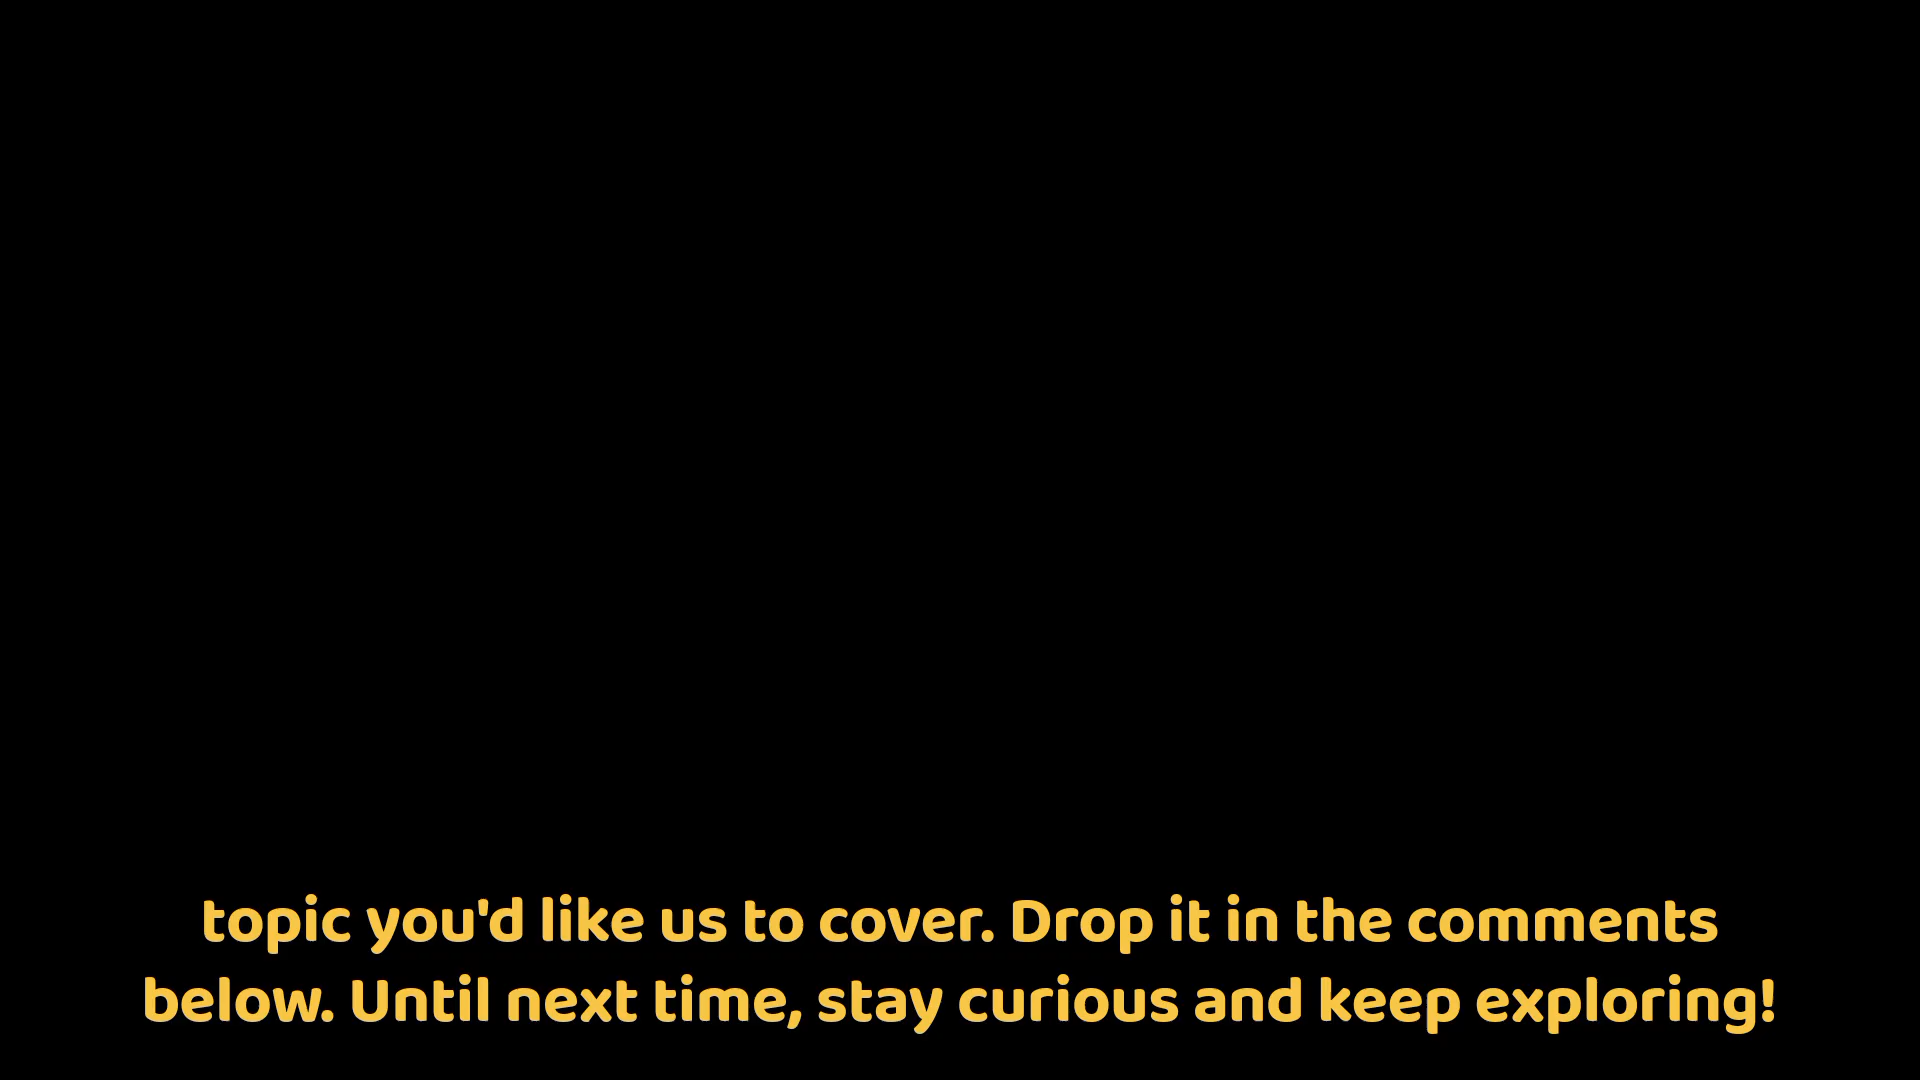 topic you'd like us to cover. Drop it in the comments
below. Until next time, stay curious and keep exploring!